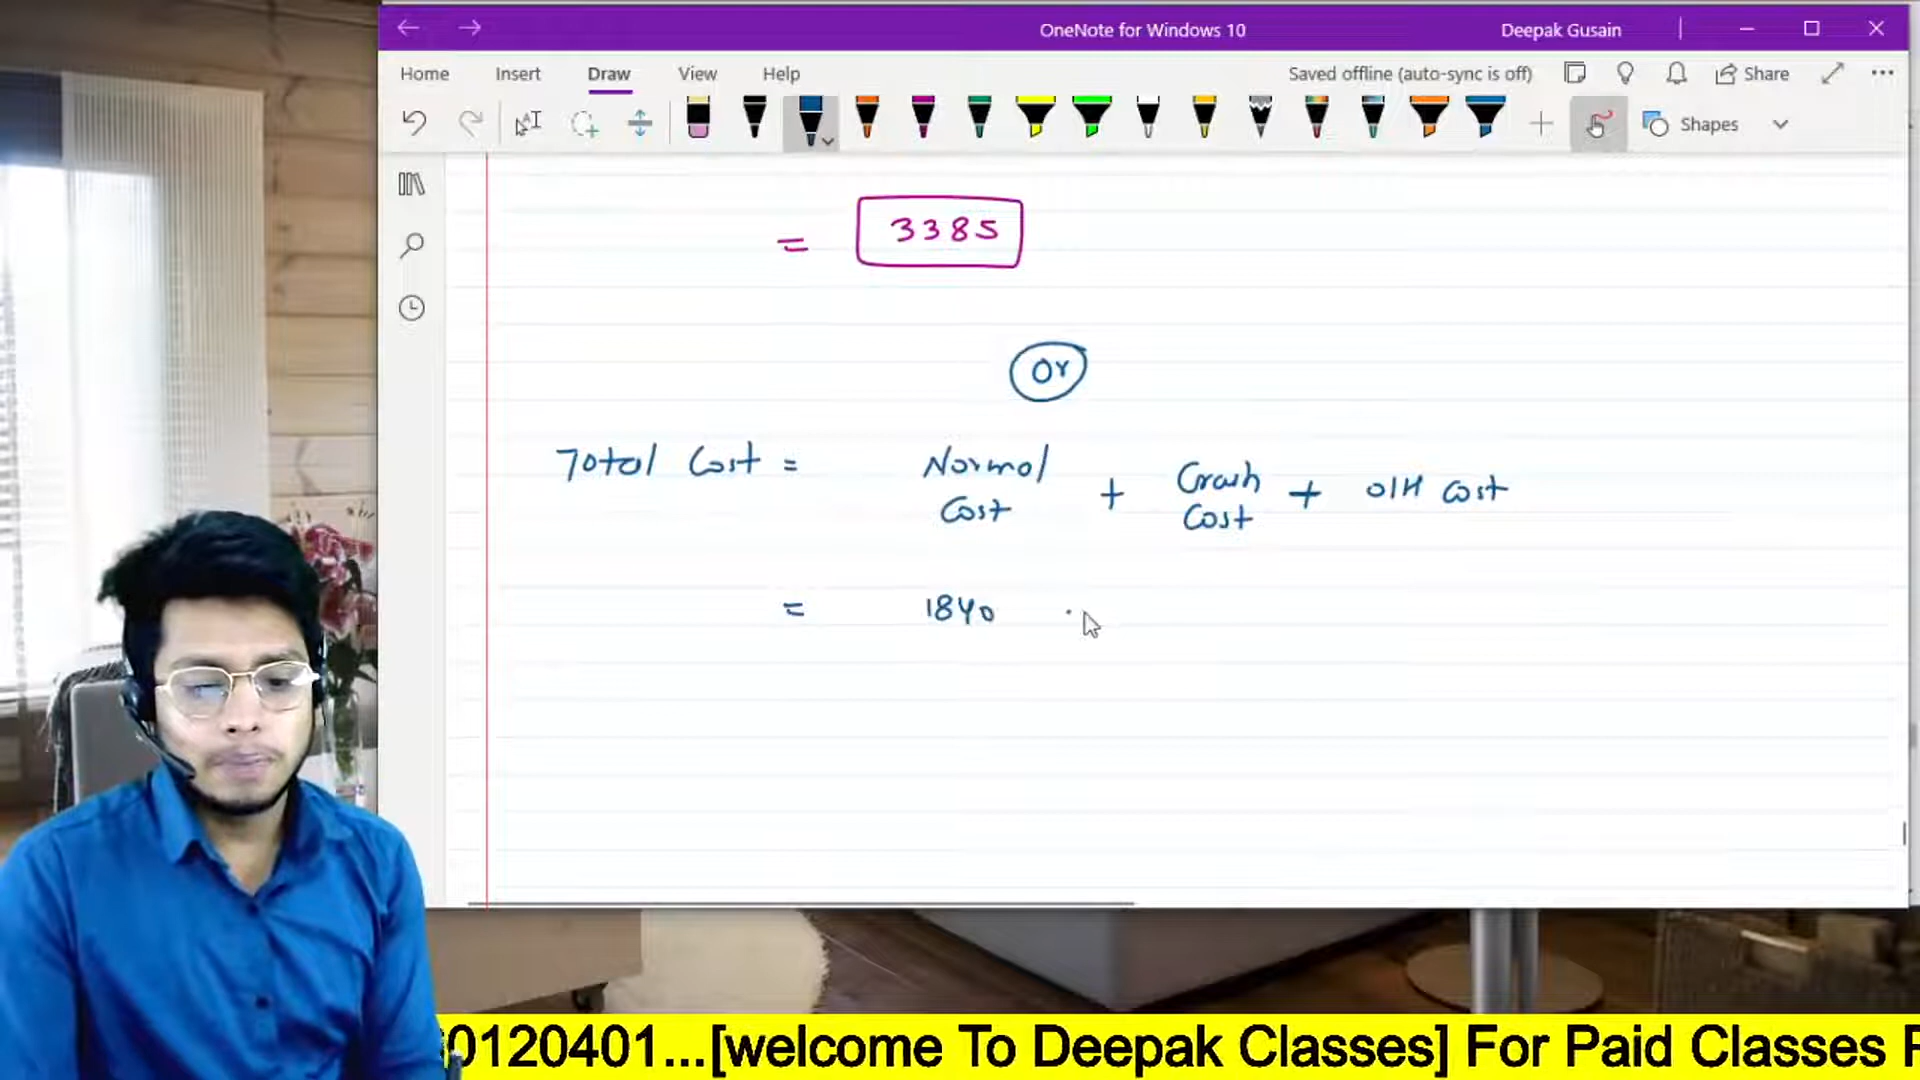 OneNote for Windows 10
Deepak Gusain
Home Insert Draw View Help
Saved offline (auto-sync is off)
Share
Shapes
= 3385
Or
Total Cost = Normal Cost + Crash Cost + O/H Cost
= 1840
0120401...[welcome To Deepak Classes] For Paid Classes